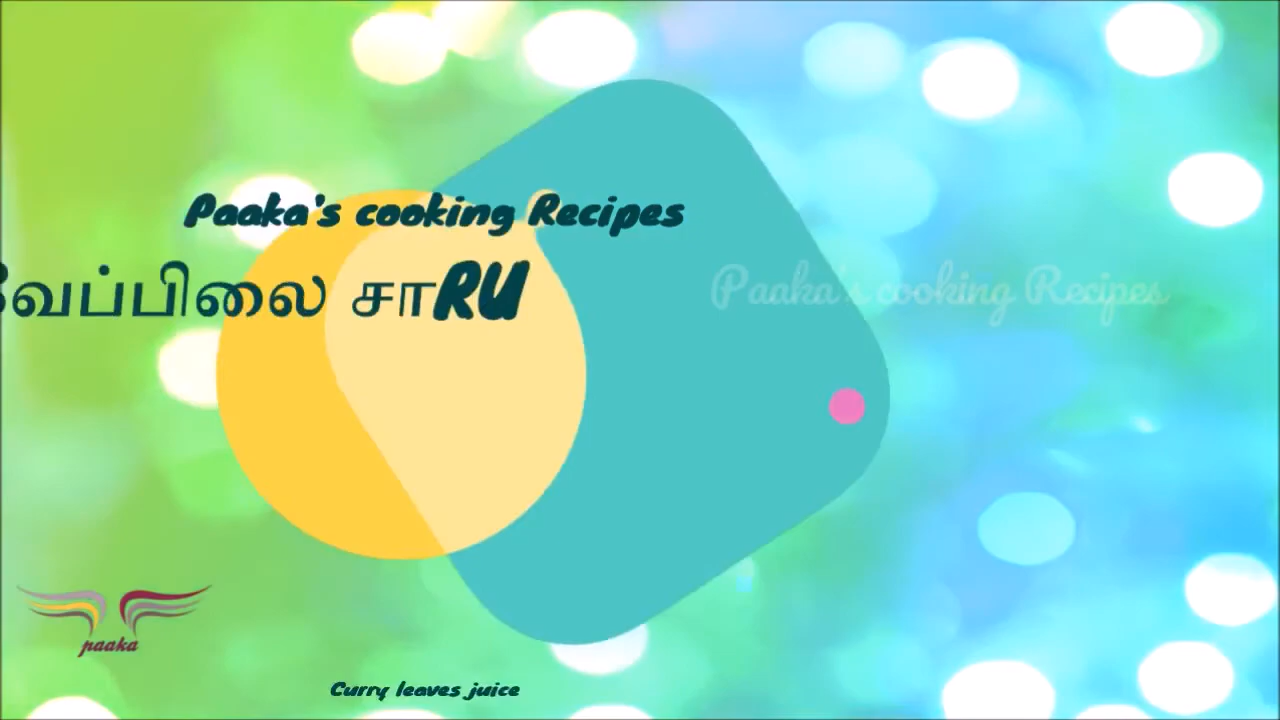 Paaka's cooking Recipes
வேப்பிலை சாRU
Paaka's cooking Recipes
paaka
Curry leaves juice